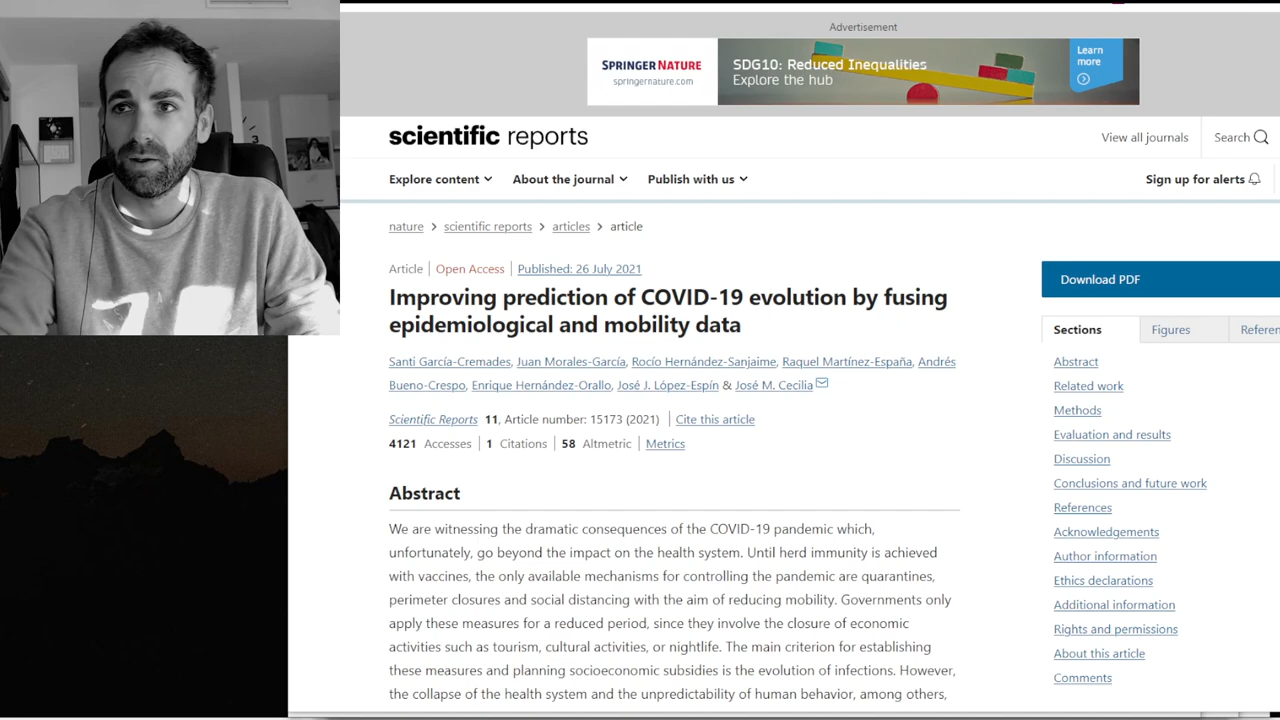 Advertisement
SPRINGER NATURE
springernature.com
SDG10: Reduced Inequalities
Explore the hub
Learn
more
scientific reports
View all journals
Search
Explore content
About the journal
Publish with us
Sign up for alerts
nature > scientific reports > articles > article
Article | Open Access | Published: 26 July 2021
Improving prediction of COVID-19 evolution by fusing
epidemiological and mobility data
Santi García-Cremades, Juan Morales-García, Rocío Hernández-Sanjaime, Raquel Martínez-España, Andrés
Bueno-Crespo, Enrique Hernández-Orallo, José J. López-Espín & José M. Cecilia
Scientific Reports 11, Article number: 15173 (2021) | Cite this article
4121 Accesses | 1 Citations | 58 Altmetric | Metrics
Abstract
We are witnessing the dramatic consequences of the COVID-19 pandemic which,
unfortunately, go beyond the impact on the health system. Until herd immunity is achieved
with vaccines, the only available mechanisms for controlling the pandemic are quarantines,
perimeter closures and social distancing with the aim of reducing mobility. Governments only
apply these measures for a reduced period, since they involve the closure of economic
activities such as tourism, cultural activities, or nightlife. The main criterion for establishing
these measures and planning socioeconomic subsidies is the evolution of infections. However,
the collapse of the health system and the unpredictability of human behavior, among others,
Download PDF
Sections
Figures
Referen
Abstract
Related work
Methods
Evaluation and results
Discussion
Conclusions and future work
References
Acknowledgements
Author information
Ethics declarations
Additional information
Rights and permissions
About this article
Comments